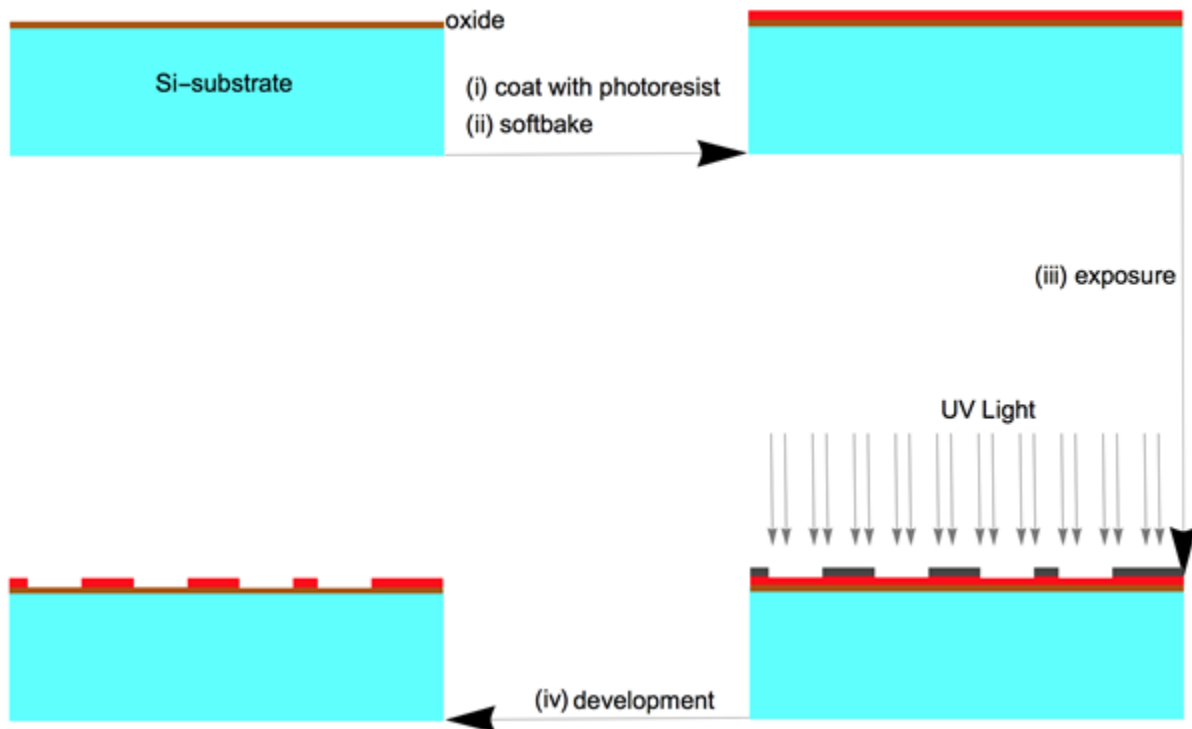 oxide
Si−substrate
(i) coat with photoresist
(ii) softbake
(iii) exposure
UV Light
(iv) development